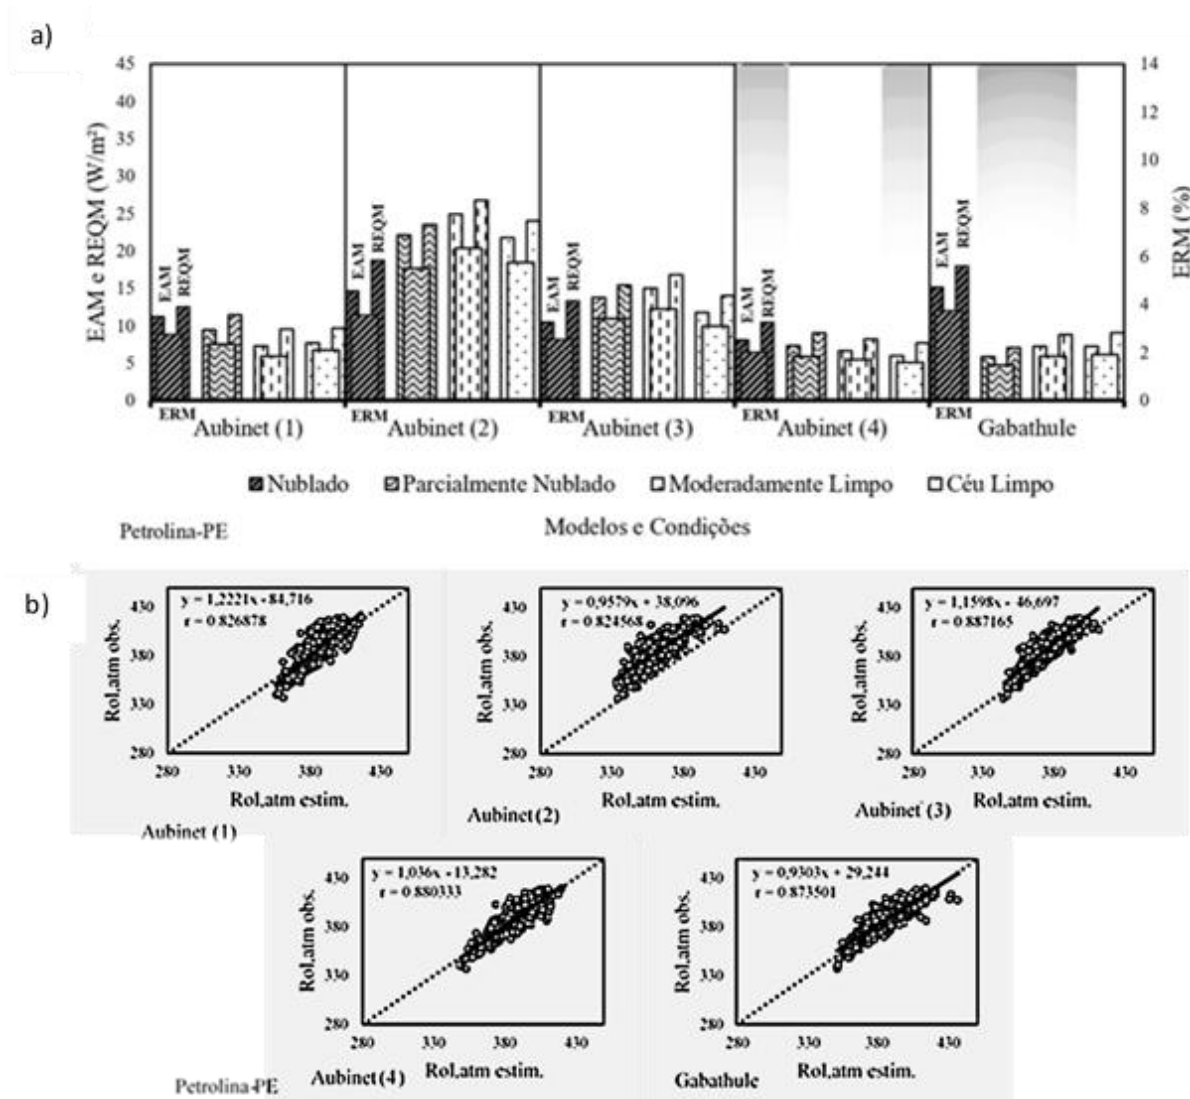 a)
EAM e REQM (W/m²)
45
40
35
30
25
20
15
10
5
0
14
12
10
8
6
4
2
0
ERM (%)
EAM
REQM
EAM
REQM
EAM
REQM
EAM
REQM
EAM
REQM
ERM
ERM
ERM
ERM
ERM
Aubinet (1)
Aubinet (2)
Aubinet (3)
Aubinet (4)
Gabathule
Nublado
Parcialmente Nublado
Moderadamente Limpo
Céu Limpo
Petrolina-PE
Modelos e Condições
b)
y = 1,2221x - 84,716
r = 0.826878
Rol,atm obs.
430
380
330
280
280 330 380 430
Rol,atm estim.
Aubinet (1)
y = 0,9579x + 38,096
r = 0.824568
Rol,atm obs.
430
380
330
280
280 330 380 430
Rol,atm estim.
Aubinet (2)
y = 1,1598x - 46,697
r = 0.887165
Rol,atm obs.
430
380
330
280
280 330 380 430
Rol,atm estim.
Aubinet (3)
y = 1,036x - 13,282
r = 0.880333
Rol,atm obs.
430
380
330
280
280 330 380 430
Rol,atm estim.
Aubinet (4)
y = 0,9303x + 29,244
r = 0.873501
Rol,atm obs.
430
380
330
280
280 330 380 430
Rol,atm estim.
Gabathule
Petrolina-PE